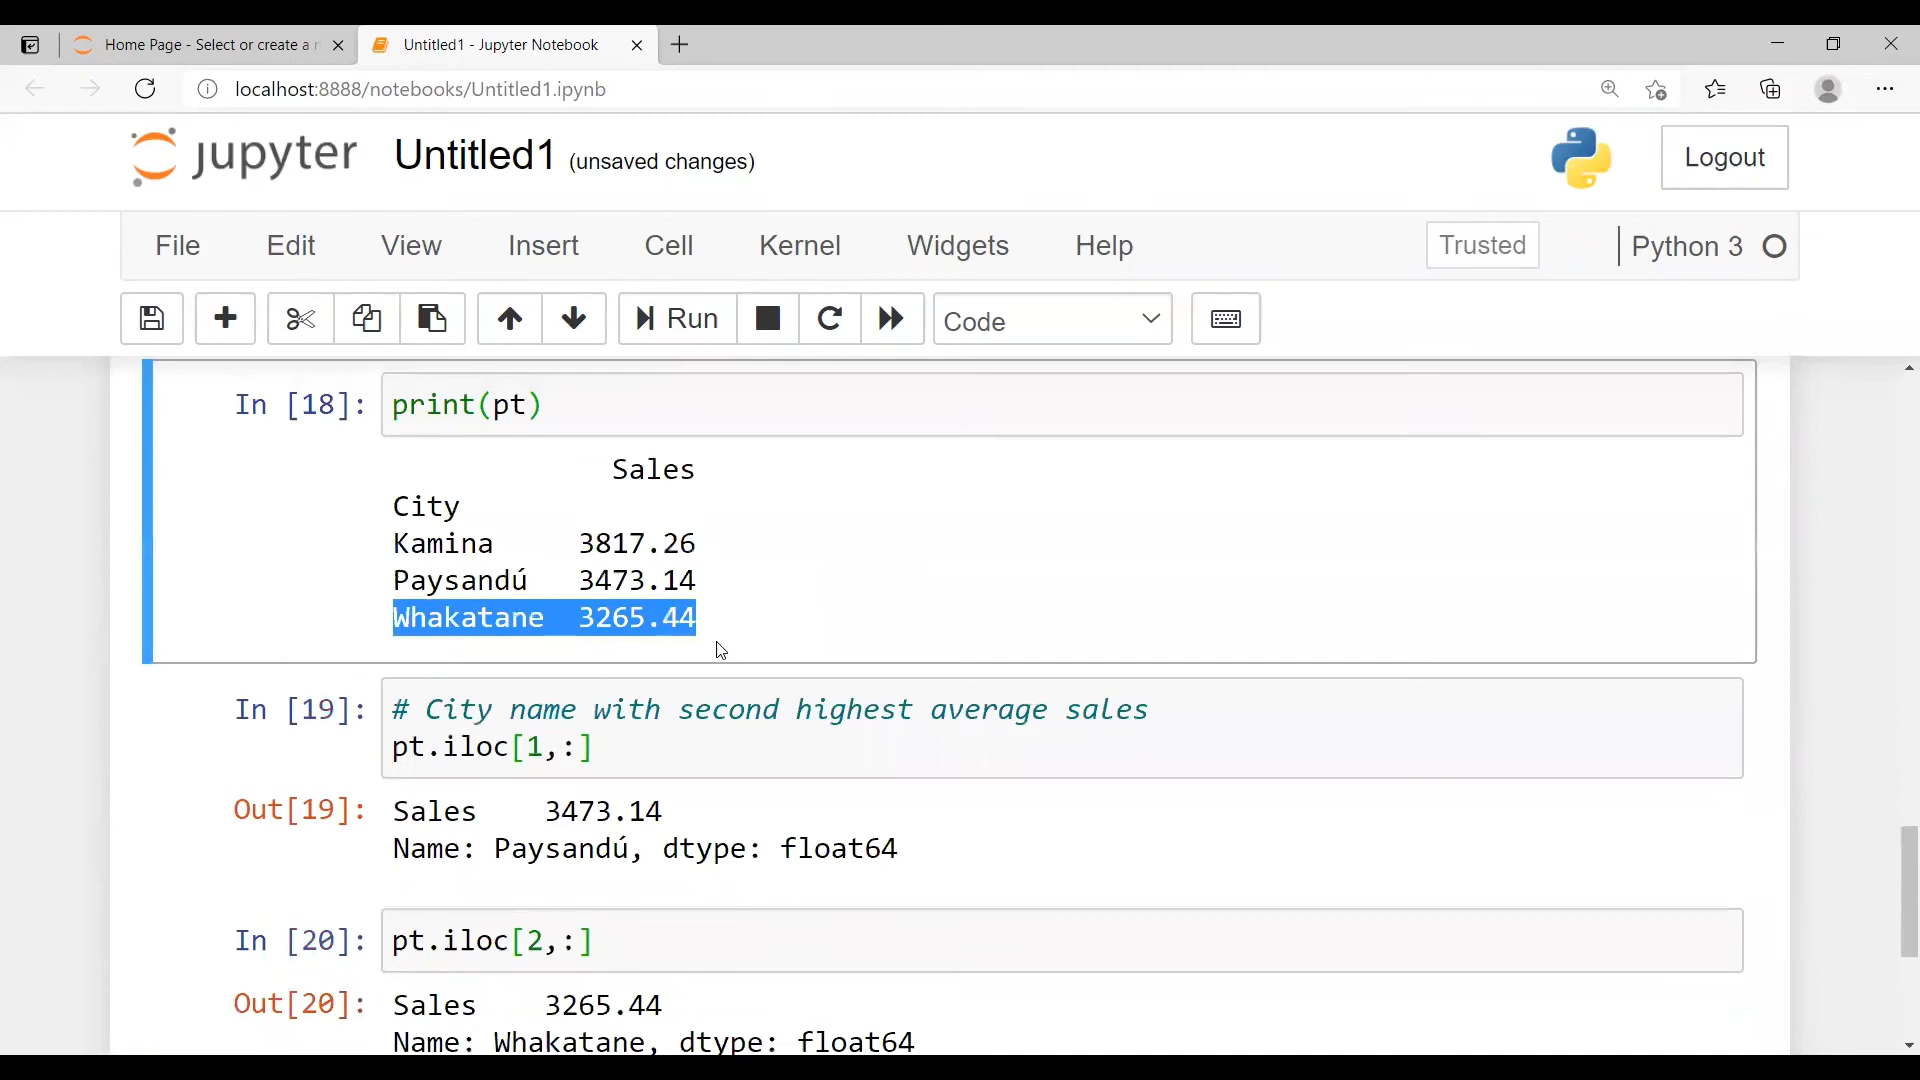 Home Page - Select or create a n
Untitled1 - Jupyter Notebook
localhost:8888/notebooks/Untitled1.ipynb
jupyter
Untitled1 (unsaved changes)
Logout
File Edit View Insert Cell Kernel Widgets Help Trusted Python 3
Run Code
In [18]: print(pt)
Sales
City
Kamina 3817.26
Paysandú 3473.14
Whakatane 3265.44
In [19]: # City name with second highest average sales
pt.iloc[1,:]
Out[19]: Sales 3473.14
Name: Paysandú, dtype: float64
In [20]: pt.iloc[2,:]
Out[20]: Sales 3265.44
Name: Whakatane, dtype: float64